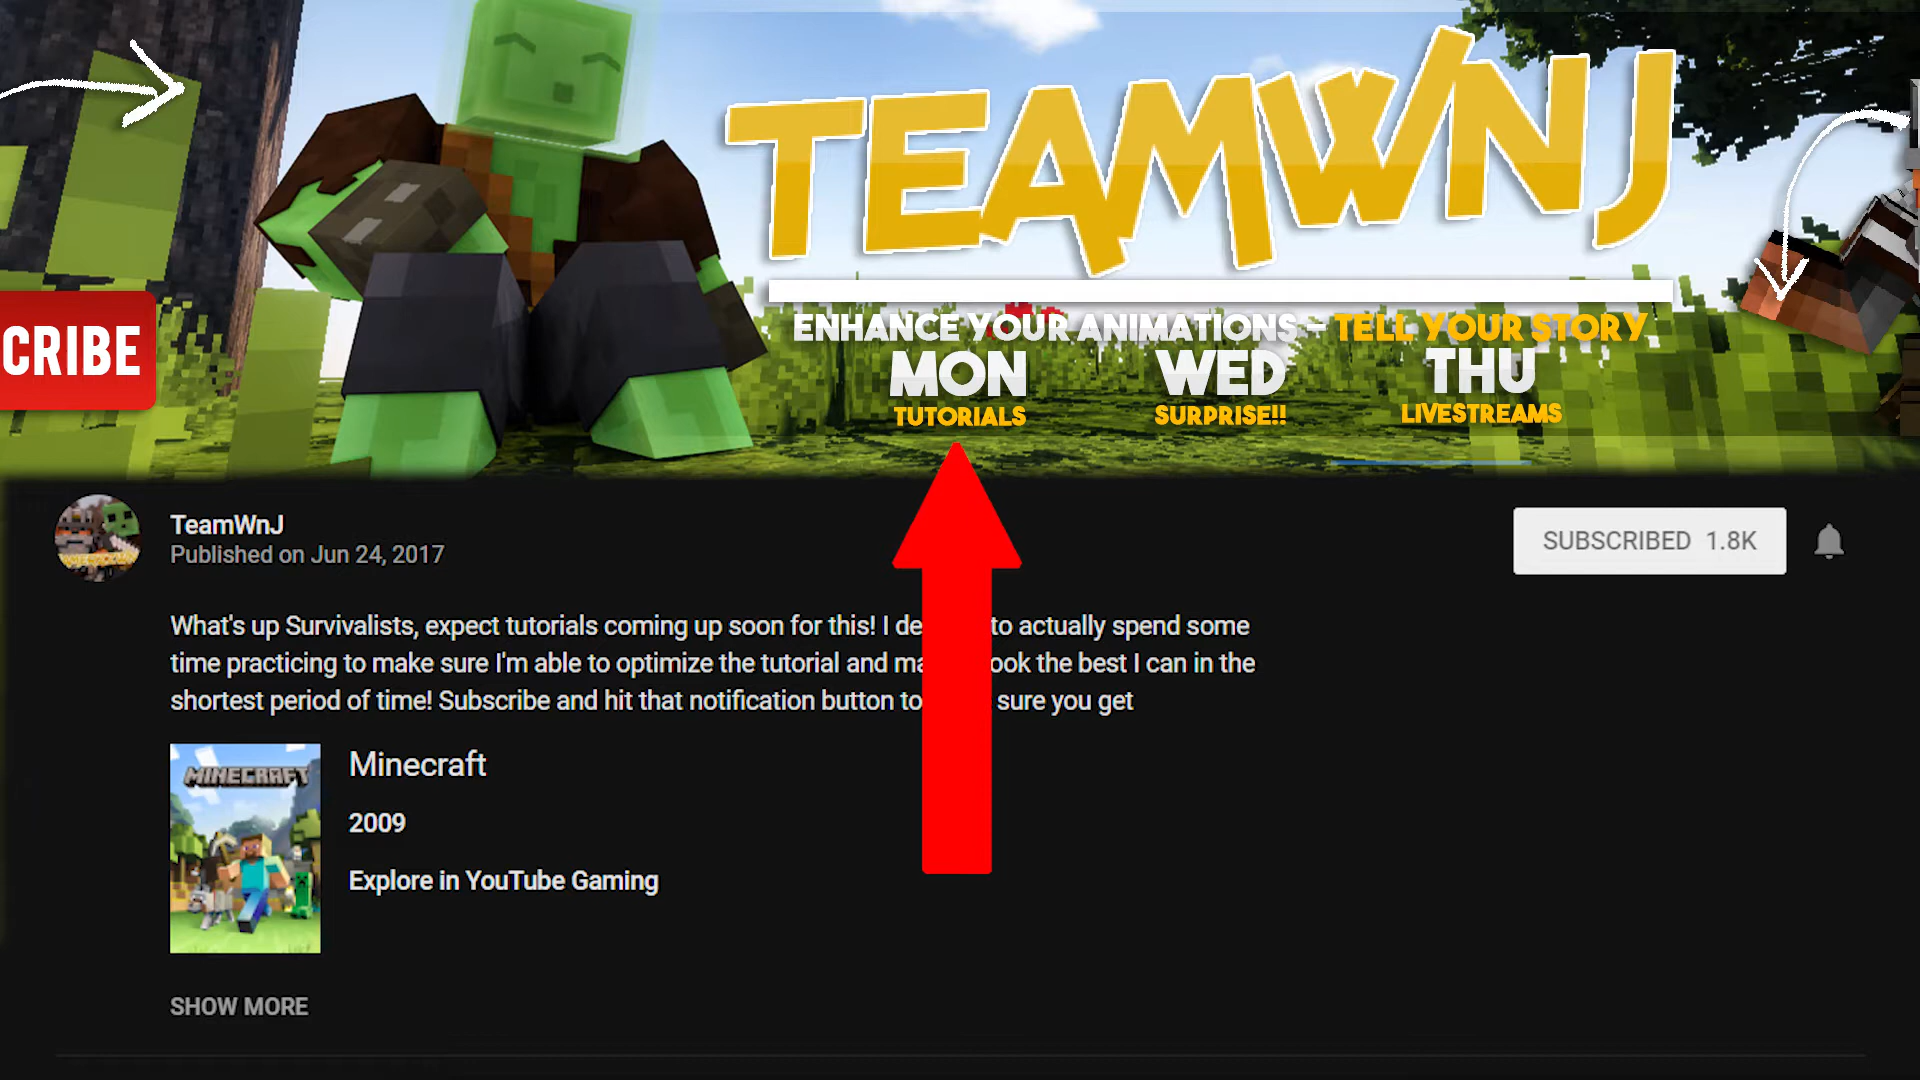 TEAMWNJ
ENHANCE YOUR ANIMATIONS - TELL YOUR STORY
MON WED THU
TUTORIALS SURPRISE!! LIVESTREAMS
CRIBE
TeamWnJ
Published on Jun 24, 2017
SUBSCRIBED 1.8K
What's up Survivalists, expect tutorials coming up soon for this! I de to actually spend some
time practicing to make sure I'm able to optimize the tutorial and ma ook the best I can in the
shortest period of time! Subscribe and hit that notification button to sure you get
MINECRAFT
Minecraft
2009
Explore in YouTube Gaming
SHOW MORE